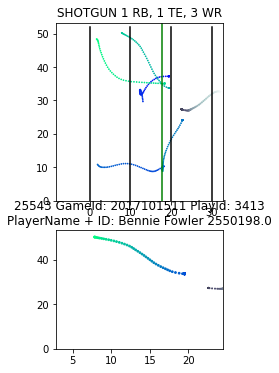 SHOTGUN 1 RB, 1 TE, 3 WR
50
40
30
20
10
0
0 10 20 30
25543 GameId: 2017101511 PlayId: 3413
PlayerName + ID: Bennie Fowler 2550198.0
40
20
0
5 10 15 20